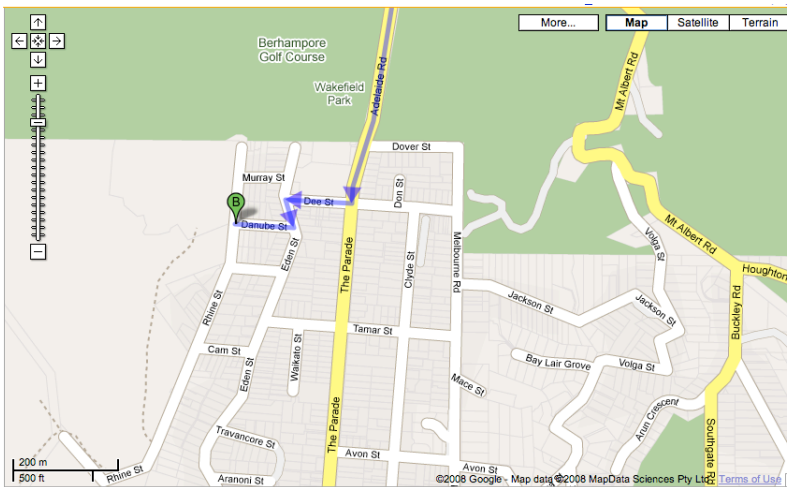 More...
Map
Satellite
Terrain
Berhampore
Golf Course
Wakefield
Park
Adelaide Rd
Mt Albert Rd
Dover St
Murray St
Dee St
Don St
B
Danube St
Eden St
The Parade
Clyde St
Melbourne Rd
Volga St
Mt Albert Rd
Houghton
Buckley Rd
Rhine St
Jackson St
Jackson St
Tamar St
Cam St
Eden St
Waikato St
Bay Lair Grove
Volga St
Mace St
Arun Crescent
Southgate Rd
Travancore St
The Parade
Avon St
Avon St
Rhine St
Aranoni St
200 m
500 ft
©2008 Google - Map data ©2008 MapData Sciences Pty Ltd
Terms of Use